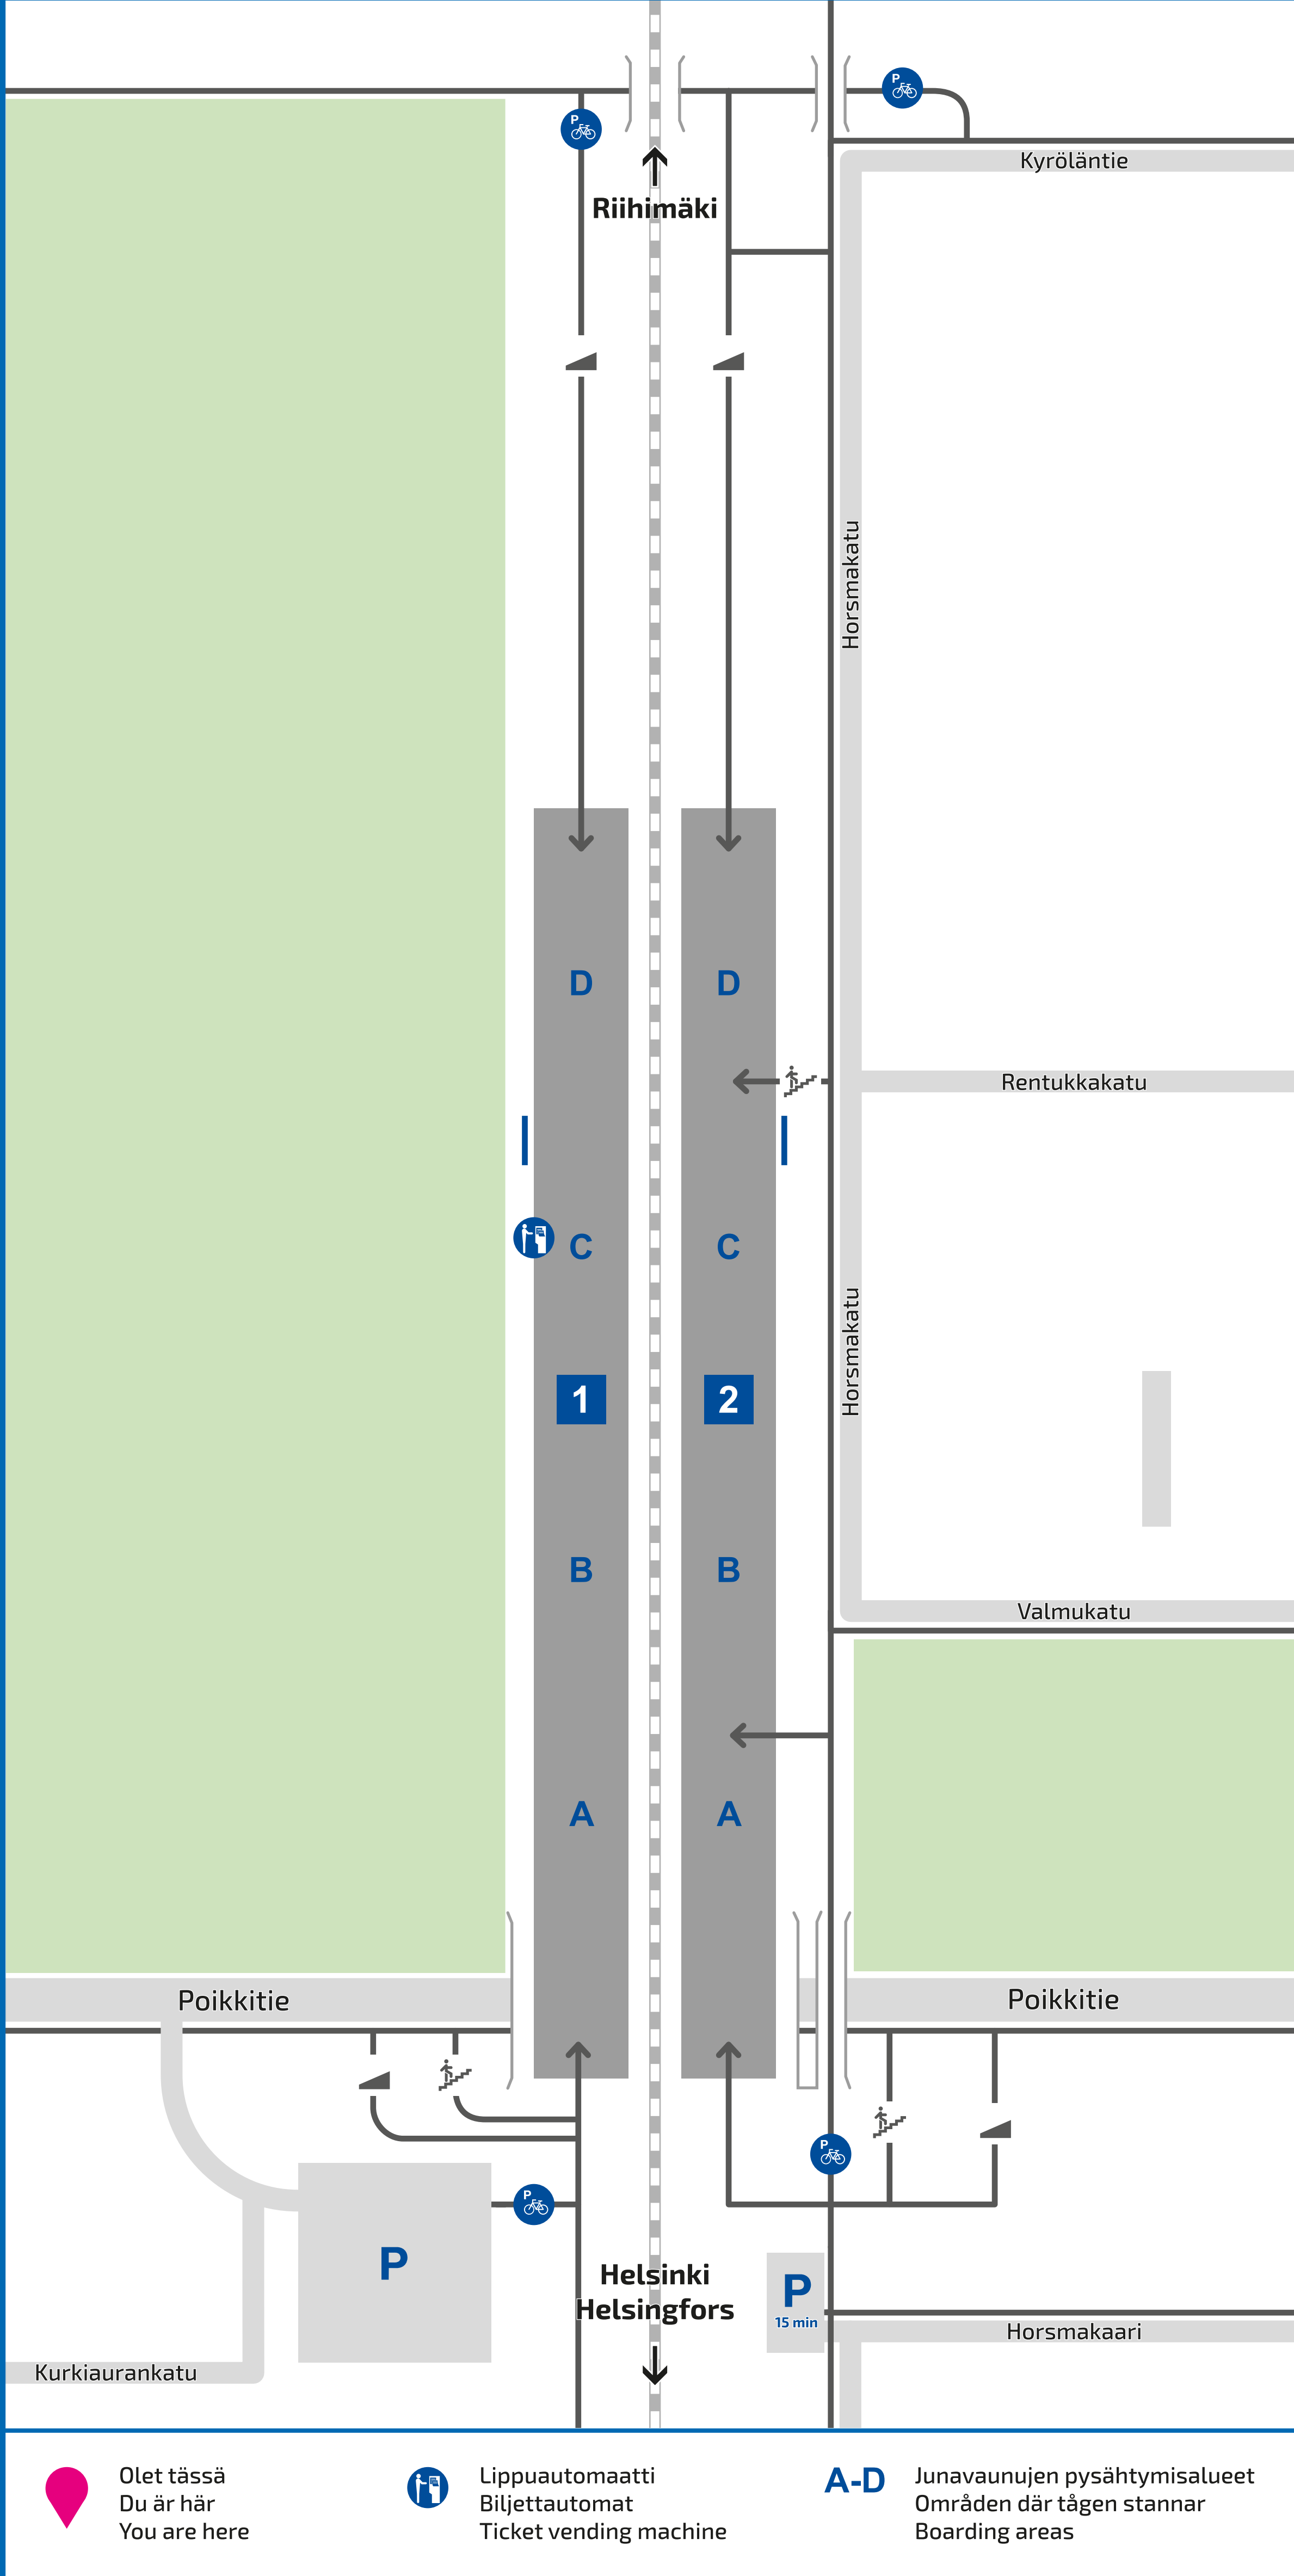 P
P
Kyröläntie
Riihimäki
Horsmakatu
D
D
Rentukkakatu
C
C
Horsmakatu
1
2
B
B
Valmukatu
A
A
Poikkitie
Poikkitie
P
P
P
Helsinki
Helsingfors
P
15 min
Horsmakaari
Kurkiaurankatu
Olet tässä
Du är här
You are here
Lippuautomaatti
Biljettautomat
Ticket vending machine
A-D
Junavaunujen pysähtymisalueet
Områden där tågen stannar
Boarding areas